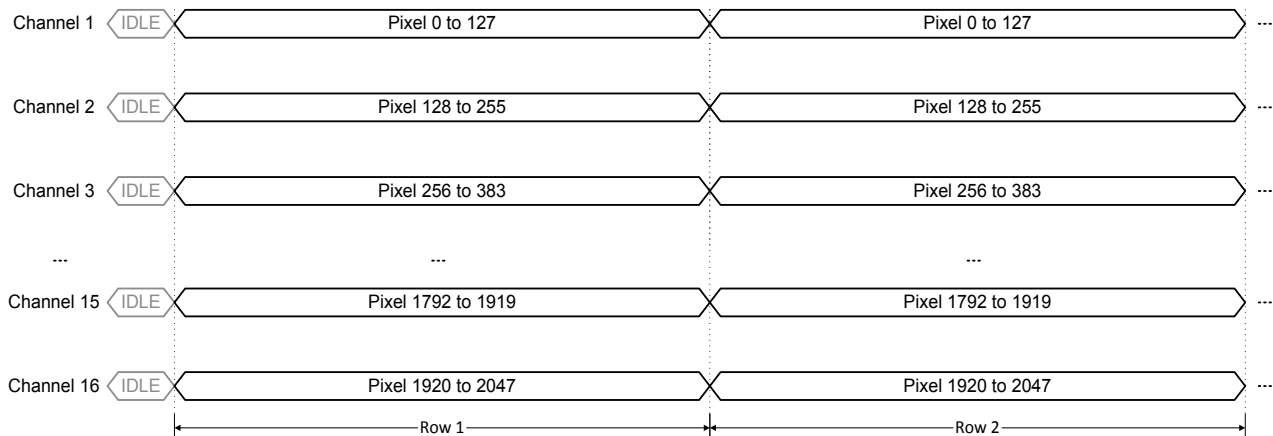 Channel 1 IDLE Pixel 0 to 127 Pixel 0 to 127 ...
Channel 2 IDLE Pixel 128 to 255 Pixel 128 to 255 ...
Channel 3 IDLE Pixel 256 to 383 Pixel 256 to 383 ...
... ... ...
Channel 15 IDLE Pixel 1792 to 1919 Pixel 1792 to 1919 ...
Channel 16 IDLE Pixel 1920 to 2047 Pixel 1920 to 2047 ...
Row 1 Row 2